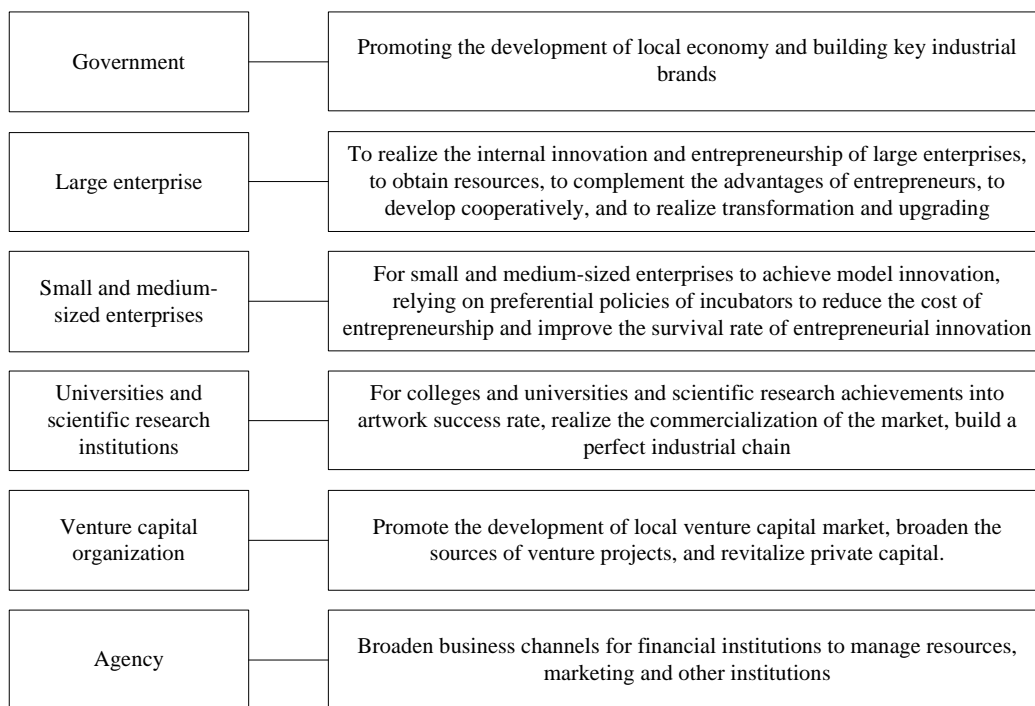 Government
Promoting the development of local economy and building key industrial
brands
Large enterprise
To realize the internal innovation and entrepreneurship of large enterprises,
to obtain resources, to complement the advantages of entrepreneurs, to
develop cooperatively, and to realize transformation and upgrading
Small and medium-
sized enterprises
For small and medium-sized enterprises to achieve model innovation,
relying on preferential policies of incubators to reduce the cost of
entrepreneurship and improve the survival rate of entrepreneurial innovation
Universities and
scientific research
institutions
For colleges and universities and scientific research achievements into
artwork success rate, realize the commercialization of the market, build a
perfect industrial chain
Venture capital
organization
Promote the development of local venture capital market, broaden the
sources of venture projects, and revitalize private capital.
Agency
Broaden business channels for financial institutions to manage resources,
marketing and other institutions